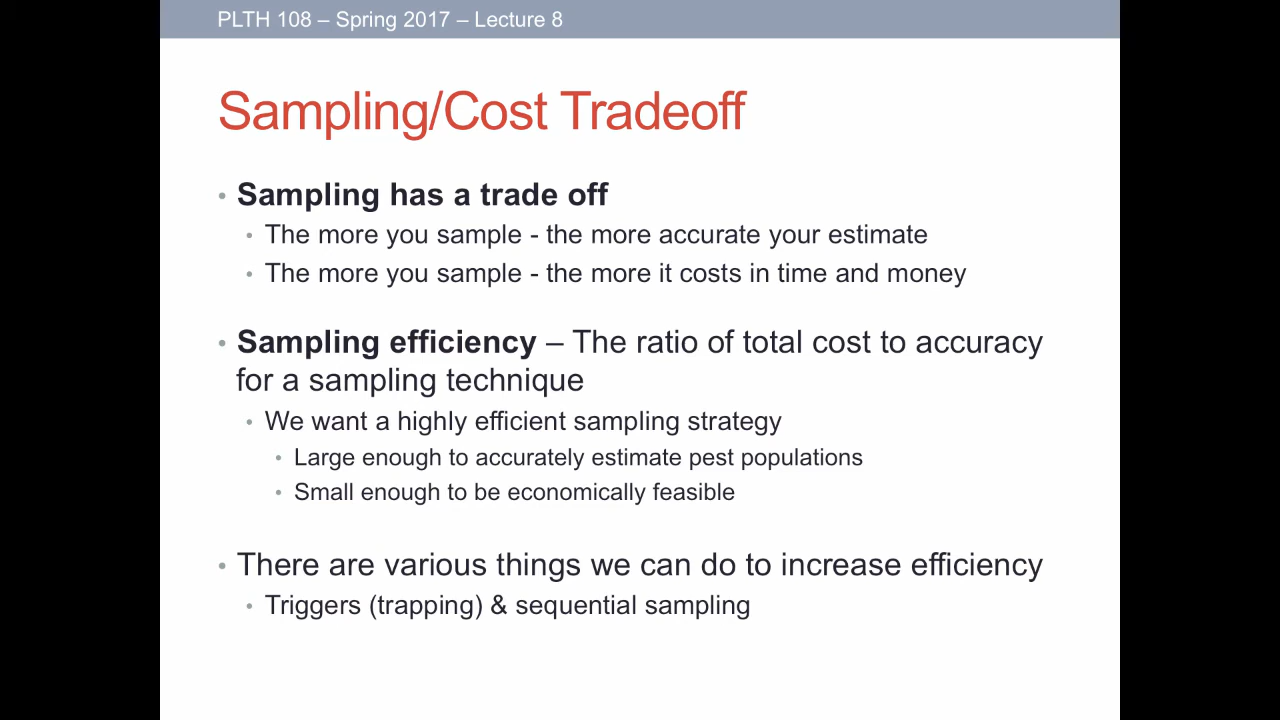 PLTH 108 – Spring 2017 – Lecture 8
Sampling/Cost Tradeoff
• Sampling has a trade off
• The more you sample - the more accurate your estimate
• The more you sample - the more it costs in time and money
• Sampling efficiency – The ratio of total cost to accuracy
for a sampling technique
• We want a highly efficient sampling strategy
• Large enough to accurately estimate pest populations
• Small enough to be economically feasible
• There are various things we can do to increase efficiency
• Triggers (trapping) & sequential sampling